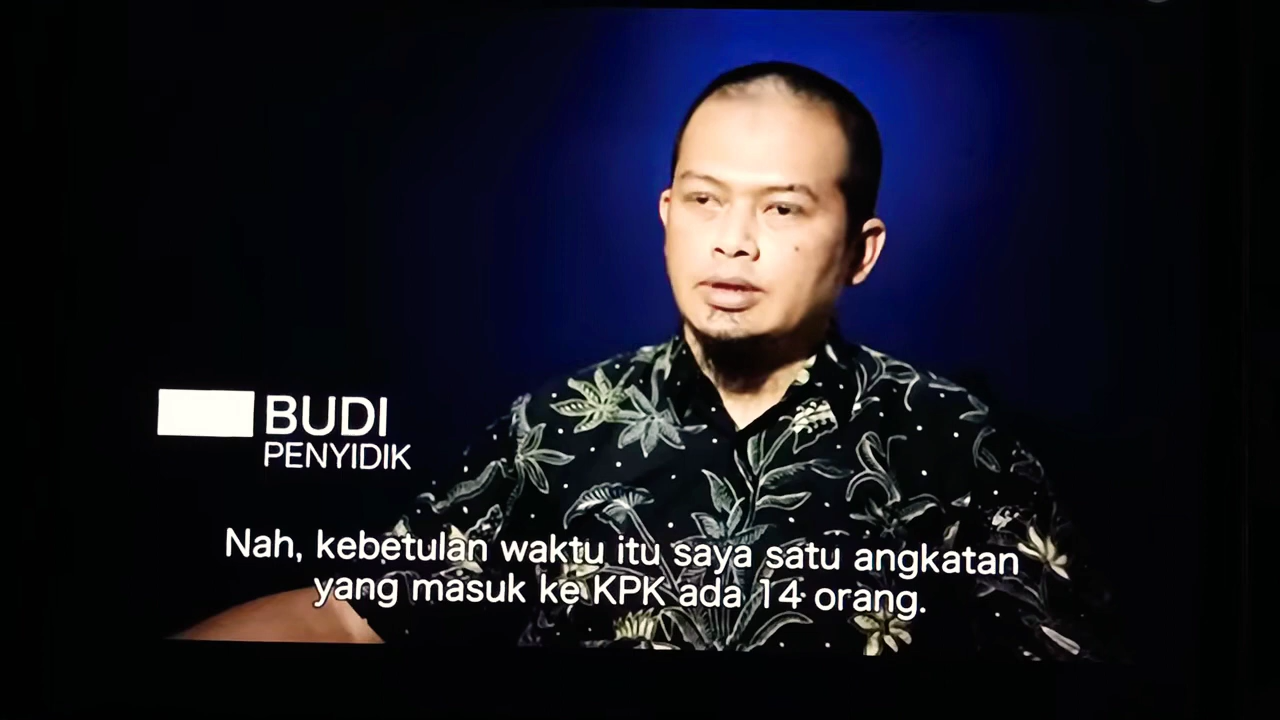 BUDI
PENYIDIK
Nah, kebetulan waktu itu saya satu angkatan
yang masuk ke KPK ada 14 orang.